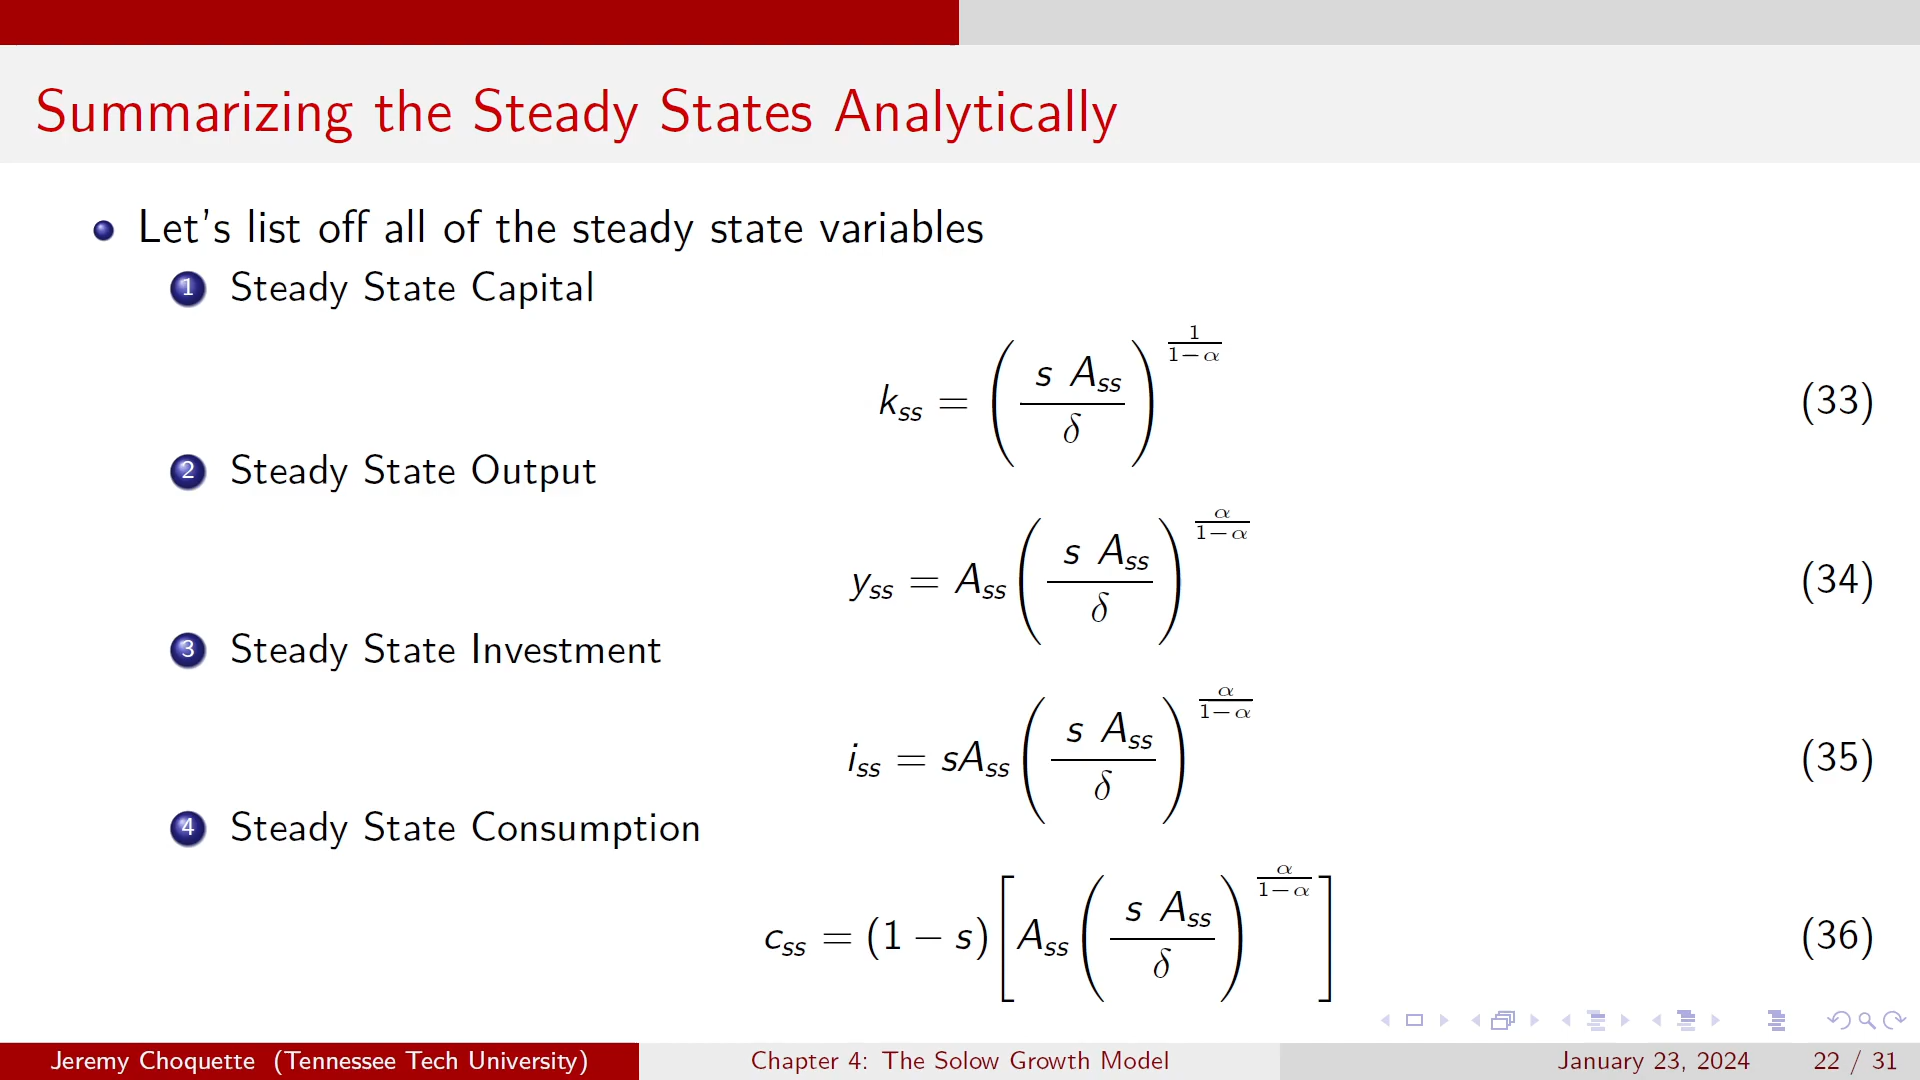 Summarizing the Steady States Analytically
Let's list off all of the steady state variables
1 Steady State Capital
k_ss = ( s A_ss / δ )^(1/(1−α)) (33)
2 Steady State Output
y_ss = A_ss ( s A_ss / δ )^(α/(1−α)) (34)
3 Steady State Investment
i_ss = sA_ss ( s A_ss / δ )^(α/(1−α)) (35)
4 Steady State Consumption
c_ss = (1 − s) [ A_ss ( s A_ss / δ )^(α/(1−α)) ] (36)
Jeremy Choquette (Tennessee Tech University) Chapter 4: The Solow Growth Model January 23, 2024 22 / 31